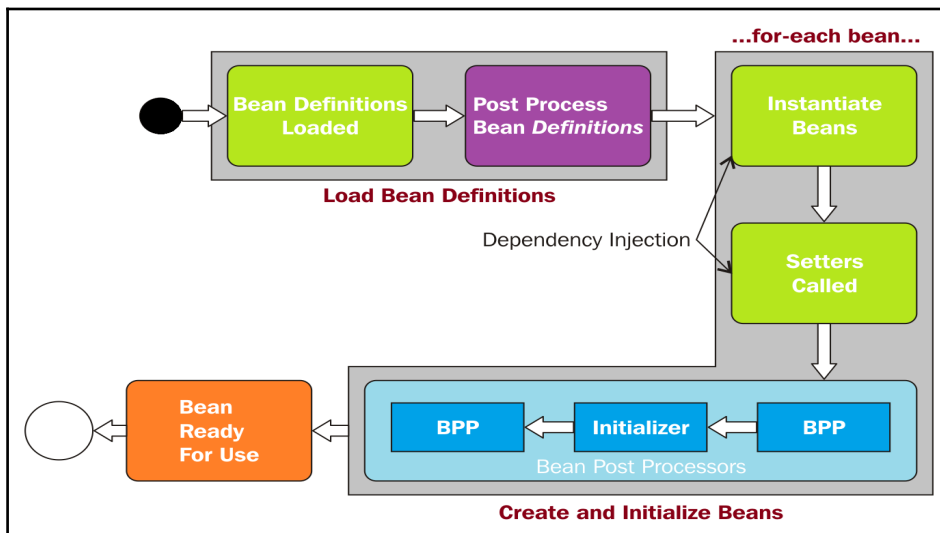 ...for-each bean...
Bean Definitions
Loaded
Post Process
Bean Definitions
Instantiate
Beans
Load Bean Definitions
Dependency Injection
Setters
Called
Bean
Ready
For Use
BPP
Initializer
BPP
Bean Post Processors
Create and Initialize Beans